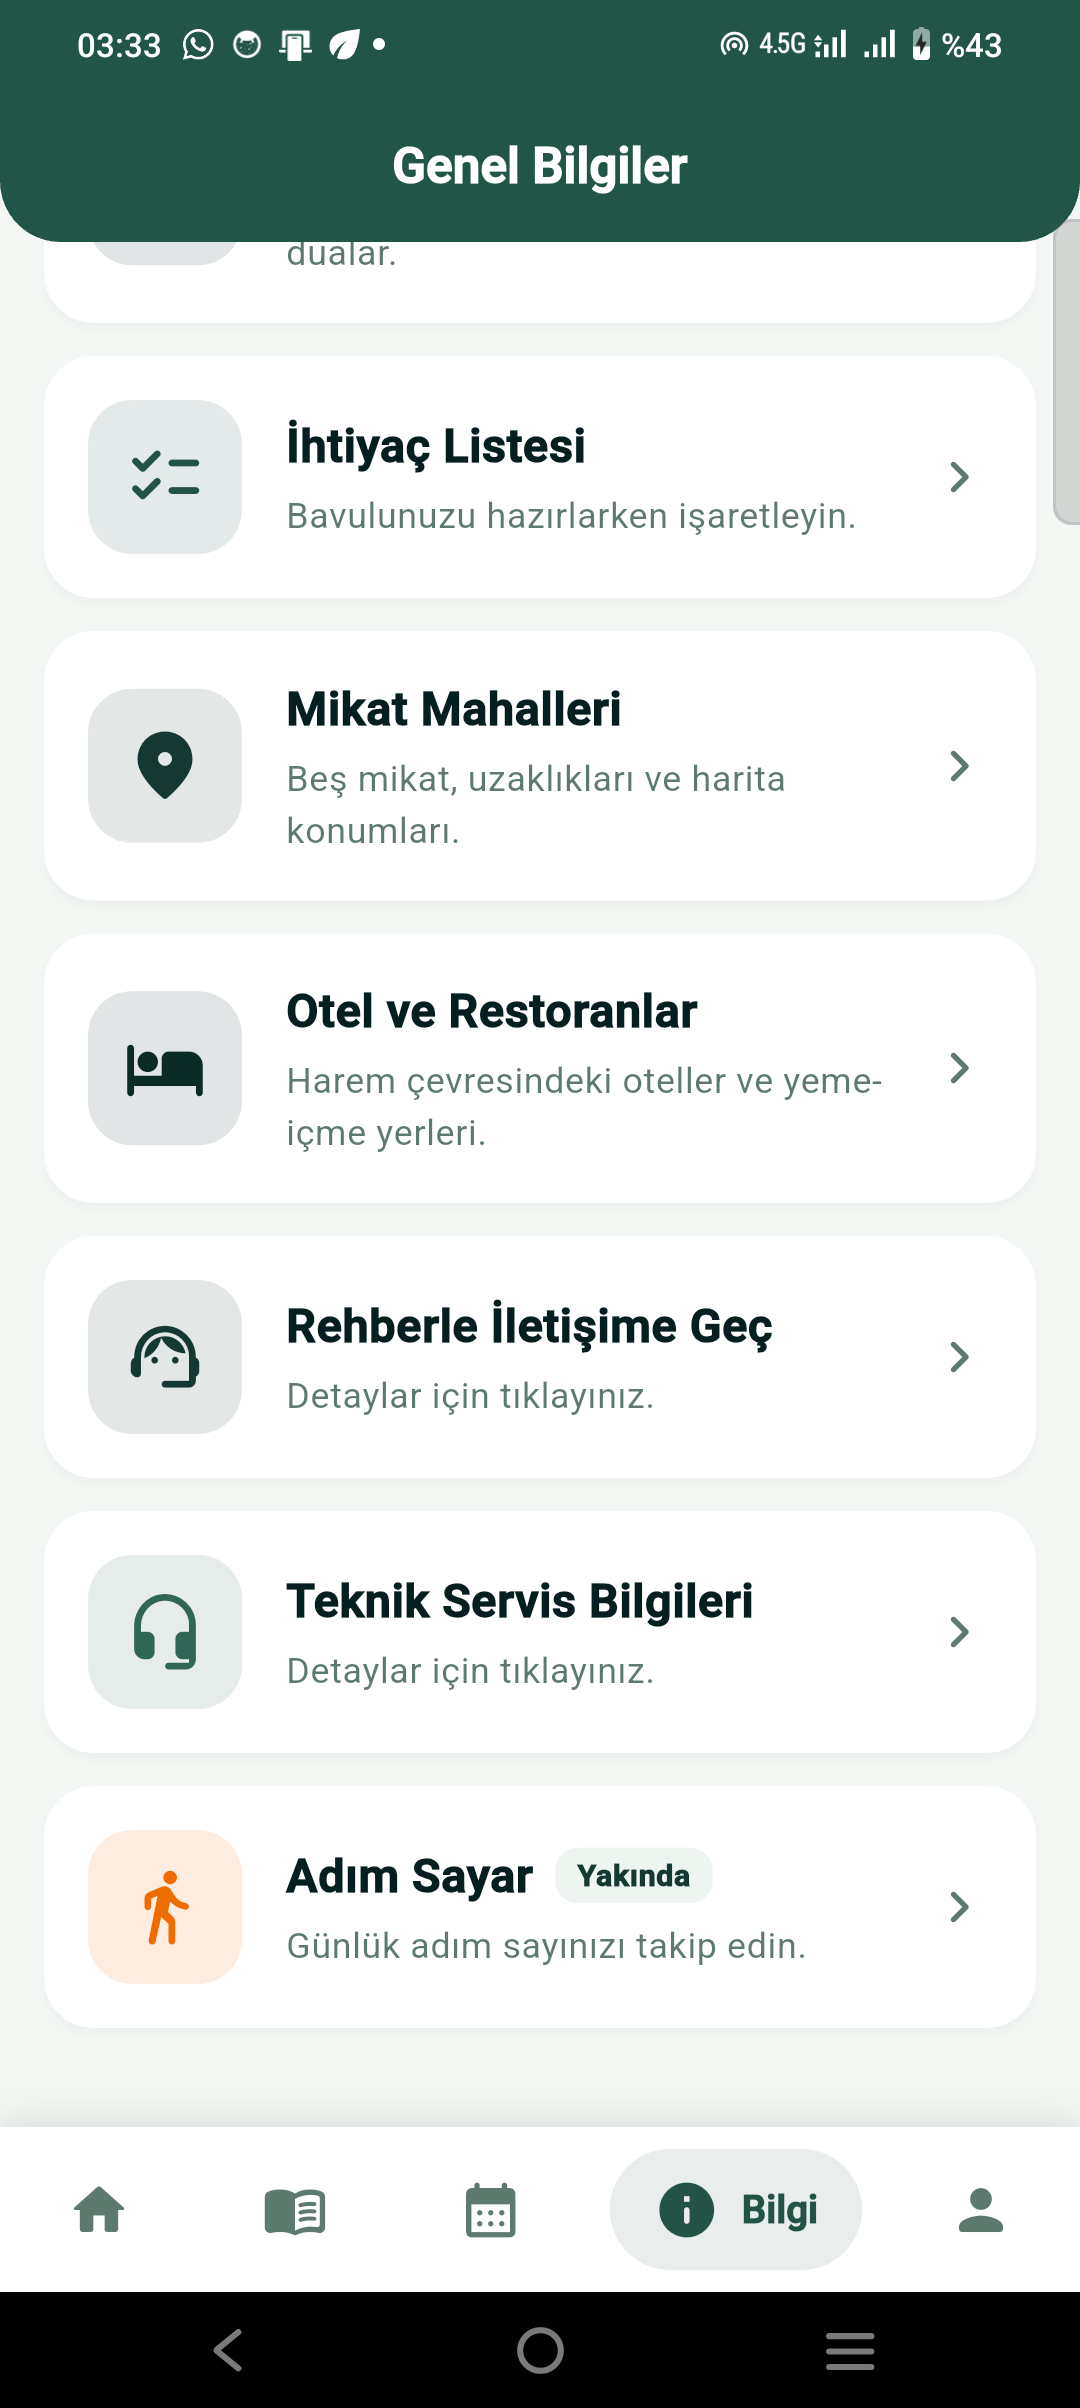 03:33
4.5G
%43
Genel Bilgiler
dualar.
İhtiyaç Listesi
Bavulunuzu hazırlarken işaretleyin.
Mikat Mahalleri
Beş mikat, uzaklıkları ve harita
konumları.
Otel ve Restoranlar
Harem çevresindeki oteller ve yeme-
içme yerleri.
Rehberle İletişime Geç
Detaylar için tıklayınız.
Teknik Servis Bilgileri
Detaylar için tıklayınız.
Adım Sayar Yakında
Günlük adım sayınızı takip edin.
Bilgi